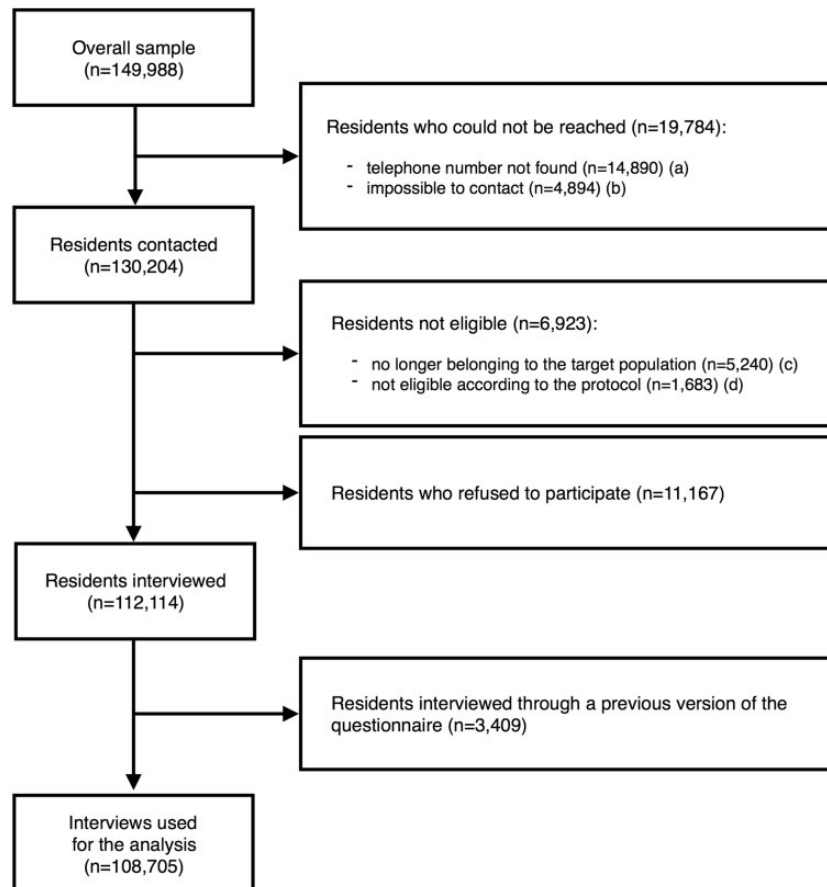 Overall sample
(n=149,988)
Residents who could not be reached (n=19,784):
- telephone number not found (n=14,890) (a)
- impossible to contact (n=4,894) (b)
Residents contacted
(n=130,204)
Residents not eligible (n=6,923):
- no longer belonging to the target population (n=5,240) (c)
- not eligible according to the protocol (n=1,683) (d)
Residents who refused to participate (n=11,167)
Residents interviewed
(n=112,114)
Residents interviewed through a previous version of the
questionnaire (n=3,409)
Interviews used
for the analysis
(n=108,705)